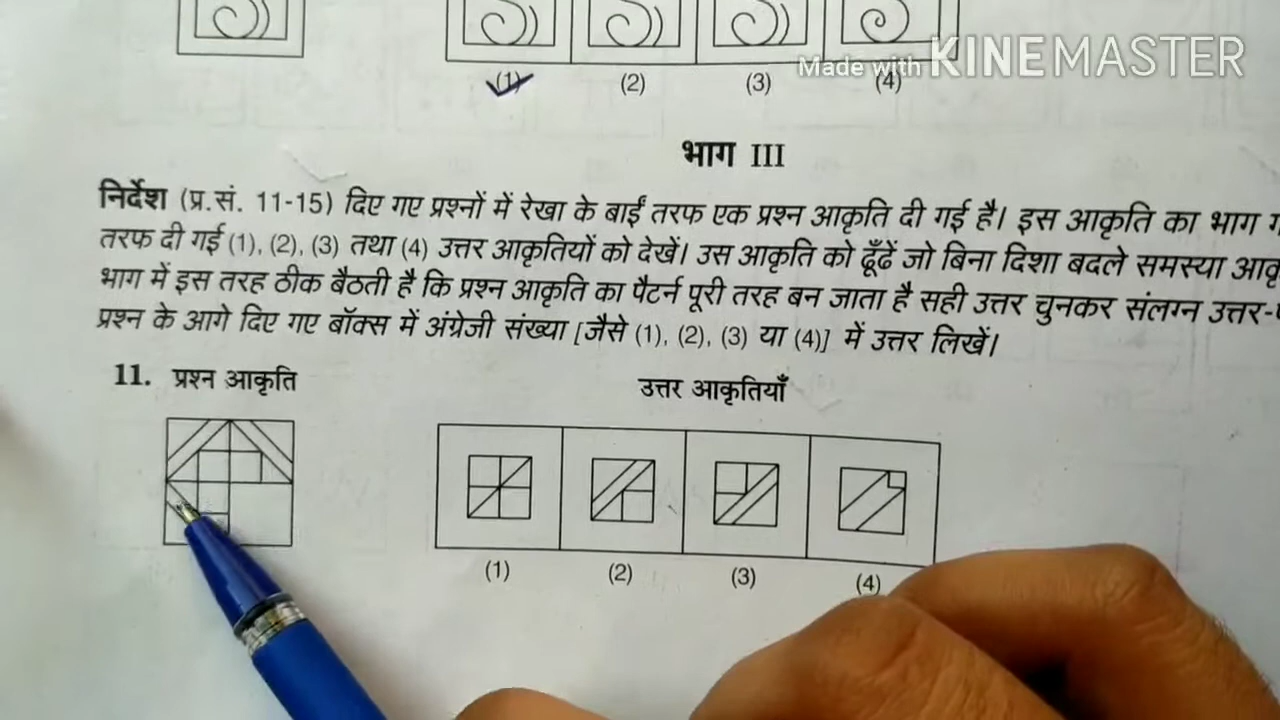 (1) (2) (3) (4)
Made with KINEMASTER
भाग III
निर्देश (प्र.सं. 11-15) दिए गए प्रश्नों में रेखा के बाईं तरफ एक प्रश्न आकृति दी गई है। इस आकृति का भाग
तरफ दी गई (1), (2), (3) तथा (4) उत्तर आकृतियों को देखें। उस आकृति को ढूँढें जो बिना दिशा बदले समस्या
भाग में इस तरह ठीक बैठती है कि प्रश्न आकृति का पैटर्न पूरी तरह बन जाता है सही उत्तर चुनकर संलग्न
प्रश्न के आगे दिए गए बॉक्स में अंग्रेजी संख्या [जैसे (1), (2), (3) या (4)] में उत्तर लिखें।
11. प्रश्न आकृति उत्तर आकृतियाँ
(1) (2) (3) (4)